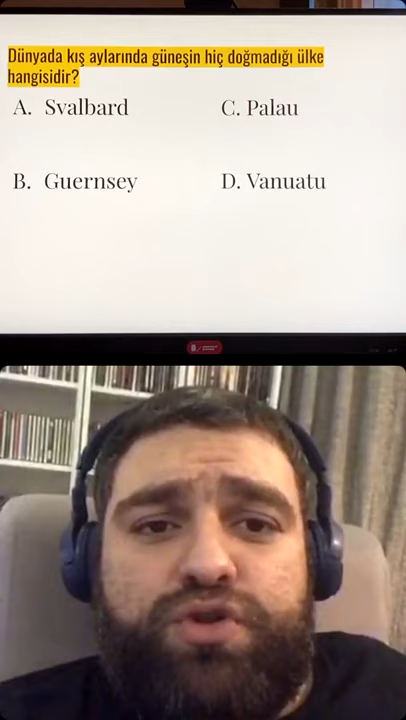 Dünyada kış aylarında güneşin hiç doğmadığı ülke
hangisidir?
A. Svalbard
C. Palau
B. Guernsey
D. Vanuatu